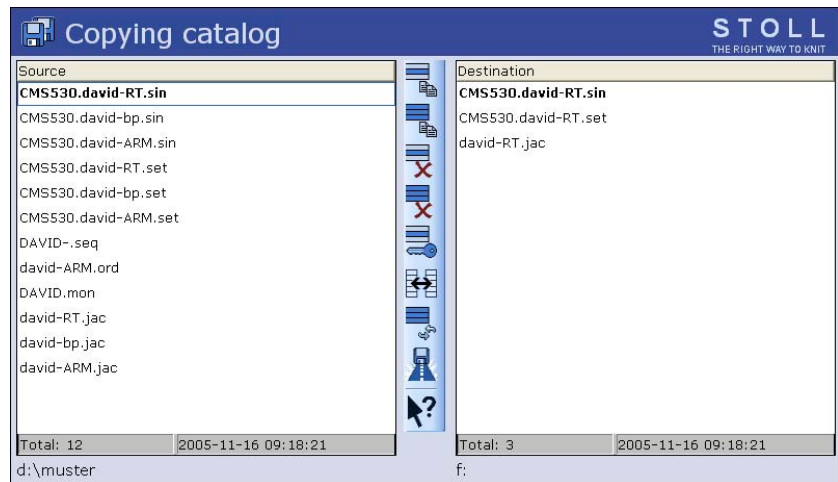 Copying catalog
STOLL
THE RIGHT WAY TO KNIT
Source
CMS530.david-RT.sin
CMS530.david-bp.sin
CMS530.david-ARM.sin
CMS530.david-RT.set
CMS530.david-bp.set
CMS530.david-ARM.set
DAVID-.seq
david-ARM.ord
DAVID.mon
david-RT.jac
david-bp.jac
david-ARM.jac
Total: 12 2005-11-16 09:18:21
d:\muster
?
Destination
CMS530.david-RT.sin
CMS530.david-RT.set
david-RT.jac
Total: 3 2005-11-16 09:18:21
f: